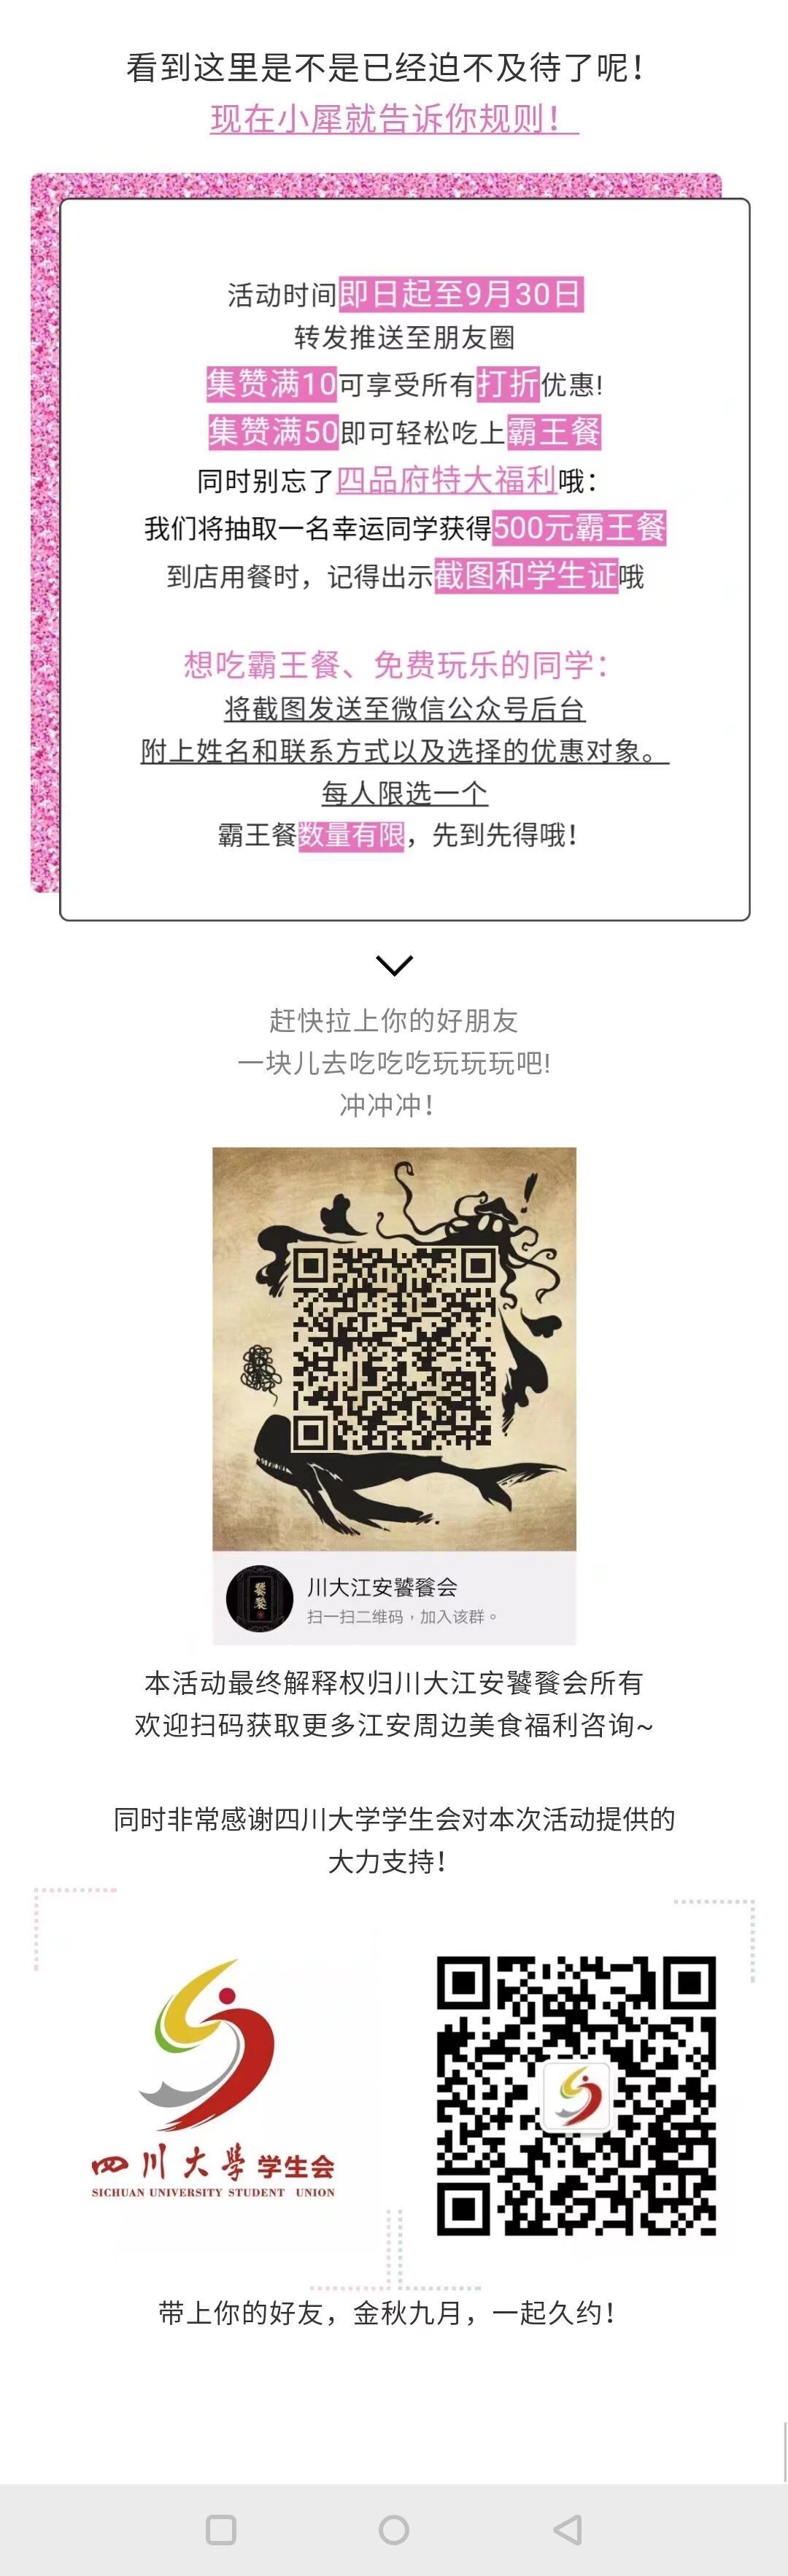 看到这里是不是已经迫不及待了呢！
现在小犀就告诉你规则！
活动时间即日起至9月30日
转发推送至朋友圈
集赞满10可享受所有打折优惠!
集赞满50即可轻松吃上霸王餐
同时别忘了四品府特大福利哦：
我们将抽取一名幸运同学获得500元霸王餐
到店用餐时，记得出示截图和学生证哦
想吃霸王餐、免费玩乐的同学：
将截图发送至微信公众号后台
附上姓名和联系方式以及选择的优惠对象。
每人限选一个
霸王餐数量有限，先到先得哦！
赶快拉上你的好朋友
一块儿去吃吃吃玩玩玩吧!
冲冲冲！
饕餮
川大江安饕餮会
扫一扫二维码，加入该群。
本活动最终解释权归川大江安饕餮会所有
欢迎扫码获取更多江安周边美食福利咨询~
同时非常感谢四川大学学生会对本次活动提供的
大力支持！
四川大學学生会
SICHUAN UNIVERSITY STUDENT UNION
带上你的好友，金秋九月，一起久约！